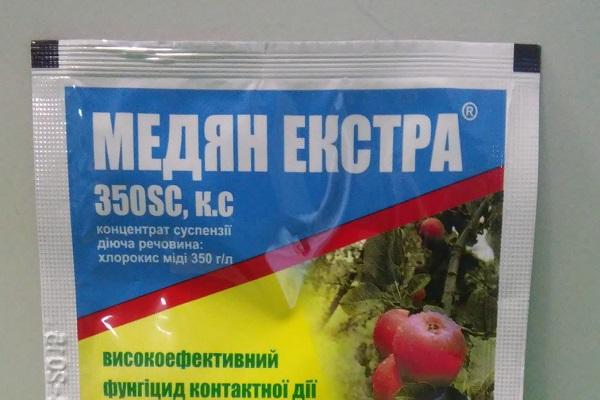 МЕДЯН ЕКСТРА®
350SC, к.с
концентрат суспензії
діюча речовина:
хлорокис міді 350 г/л
високоефективний
фунгіцид контактної дії